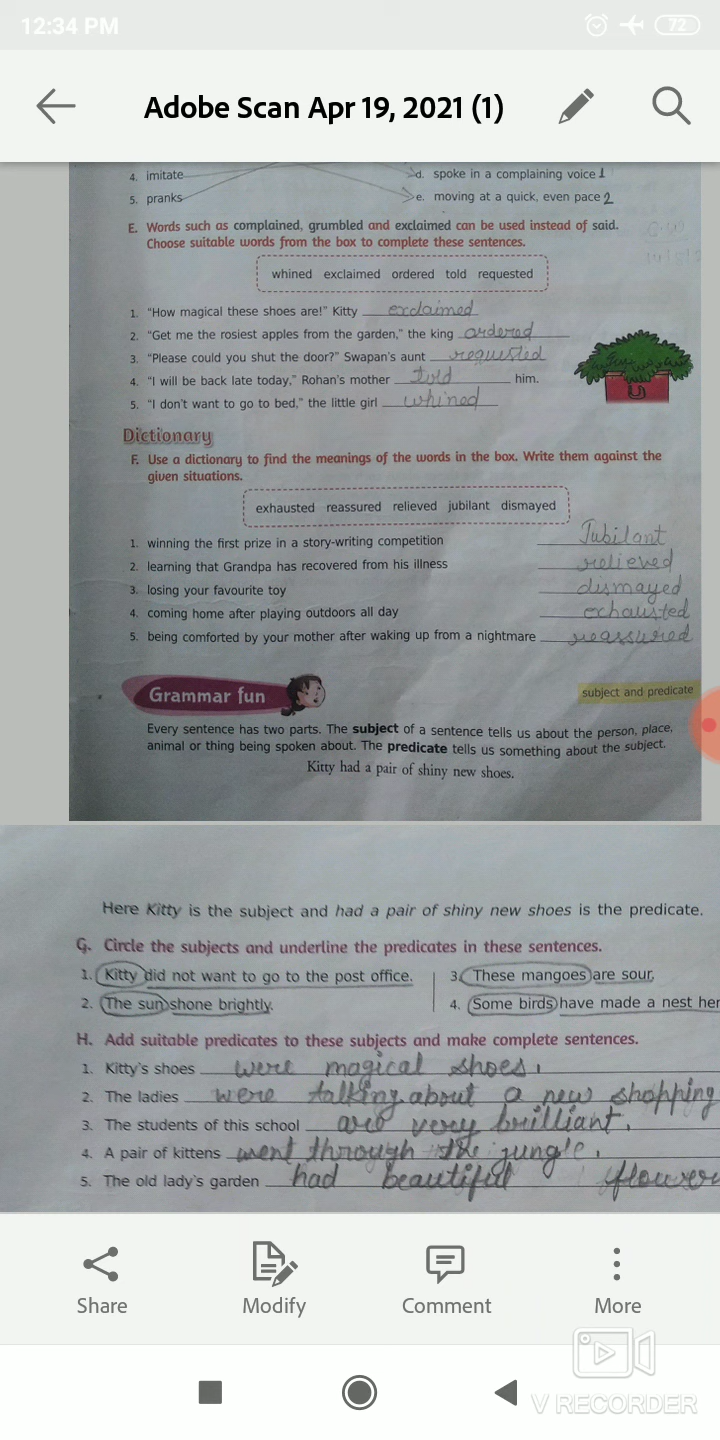 12:34 PM
72
Adobe Scan Apr 19, 2021 (1)
4. imitate
d. spoke in a complaining voice 1
5. pranks
e. moving at a quick, even pace 2
E. Words such as complained, grumbled and exclaimed can be used instead of said.
Choose suitable words from the box to complete these sentences.
whined exclaimed ordered told requested
1. "How magical these shoes are!" Kitty exclaimed
2. "Get me the rosiest apples from the garden," the king ordered
3. "Please could you shut the door?" Swapan's aunt requested
4. "I will be back late today," Rohan's mother told him.
5. "I don't want to go to bed," the little girl whined
Dictionary
F. Use a dictionary to find the meanings of the words in the box. Write them against the
given situations.
exhausted reassured relieved jubilant dismayed
1. winning the first prize in a story-writing competition Jubilant
2. learning that Grandpa has recovered from his illness relieved
3. losing your favourite toy dismayed
4. coming home after playing outdoors all day exhausted
5. being comforted by your mother after waking up from a nightmare reassured
Grammar fun
subject and predicate
Every sentence has two parts. The subject of a sentence tells us about the person, place,
animal or thing being spoken about. The predicate tells us something about the subject.
Kitty had a pair of shiny new shoes.
Here Kitty is the subject and had a pair of shiny new shoes is the predicate.
G. Circle the subjects and underline the predicates in these sentences.
1. Kitty did not want to go to the post office.
3. These mangoes are sour.
2. The sun shone brightly.
4. Some birds have made a nest her
H. Add suitable predicates to these subjects and make complete sentences.
1. Kitty's shoes were magical shoes.
2. The ladies were talking about a new shopping
3. The students of this school are very brilliant.
4. A pair of kittens went through the jungle.
5. The old lady's garden had beautiful flower
Share
Modify
Comment
More
V RECORDER